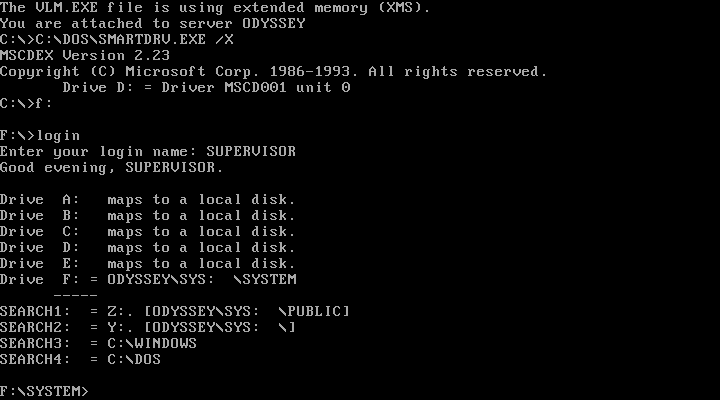 The VLM.EXE file is using extended memory (XMS).
You are attached to server ODYSSEY
C:\>C:\DOS\SMARTDRV.EXE /X
MSCDEX Version 2.23
Copyright (C) Microsoft Corp. 1986-1993. All rights reserved.
       Drive D: = Driver MSCD001 unit 0
C:\>f:

F:\>login
Enter your login name: SUPERVISOR
Good evening, SUPERVISOR.

Drive  A:   maps to a local disk.
Drive  B:   maps to a local disk.
Drive  C:   maps to a local disk.
Drive  D:   maps to a local disk.
Drive  E:   maps to a local disk.
Drive  F: = ODYSSEY\SYS:  \SYSTEM
      -----
SEARCH1:  = Z:. [ODYSSEY\SYS:  \PUBLIC]
SEARCH2:  = Y:. [ODYSSEY\SYS:  \]
SEARCH3:  = C:\WINDOWS
SEARCH4:  = C:\DOS

F:\SYSTEM>